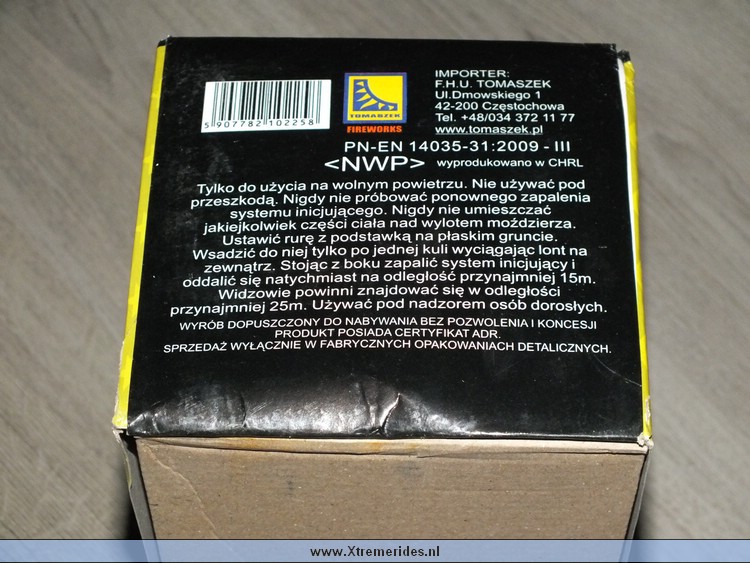 5 907782 102258
TOMASZEK
FIREWORKS
IMPORTER:
F.H.U. TOMASZEK
Ul.Dmowskiego 1
42-200 Częstochowa
Tel. +48/034 372 11 77
www.tomaszek.pl
PN-EN 14035-31:2009 - III
<NWP> wyprodukowano w CHRL
Tylko do użycia na wolnym powietrzu. Nie używać pod
przeszkodą. Nigdy nie próbować ponownego zapalenia
systemu inicjującego. Nigdy nie umieszczać
jakiejkolwiek części ciała nad wylotem moździerza.
Ustawić rurę z podstawką na płaskim gruncie.
Wsadzić do niej tylko po jednej kuli wyciągając lont na
zewnątrz. Stojąc z boku zapalić system inicjujący i
oddalić się natychmiast na odległość przynajmniej 15m.
Widzowie powinni znajdować się w odległości
przynajmniej 25m. Używać pod nadzorem osób dorosłych.
WYRÓB DOPUSZCZONY DO NABYWANIA BEZ POZWOLENIA I KONCESJI
PRODUKT POSIADA CERTYFIKAT ADR.
SPRZEDAŻ WYŁĄCZNIE W FABRYCZNYCH OPAKOWANIACH DETALICZNYCH.
www.Xtremerides.nl